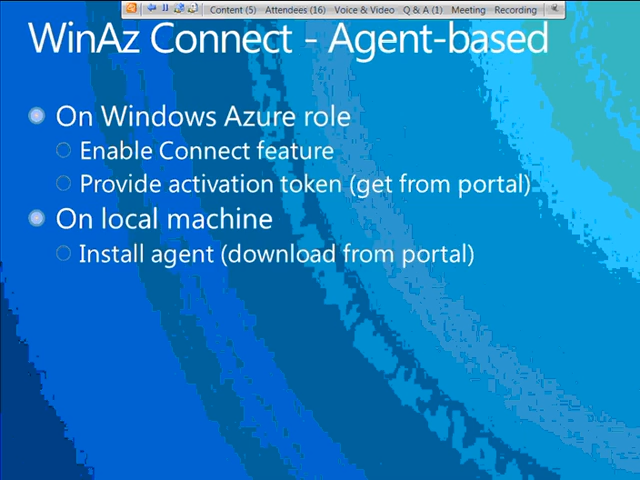 Content (5) Attendees (16) Voice & Video Q & A (1) Meeting Recording
WinAz Connect - Agent-based
On Windows Azure role
Enable Connect feature
Provide activation token (get from portal)
On local machine
Install agent (download from portal)